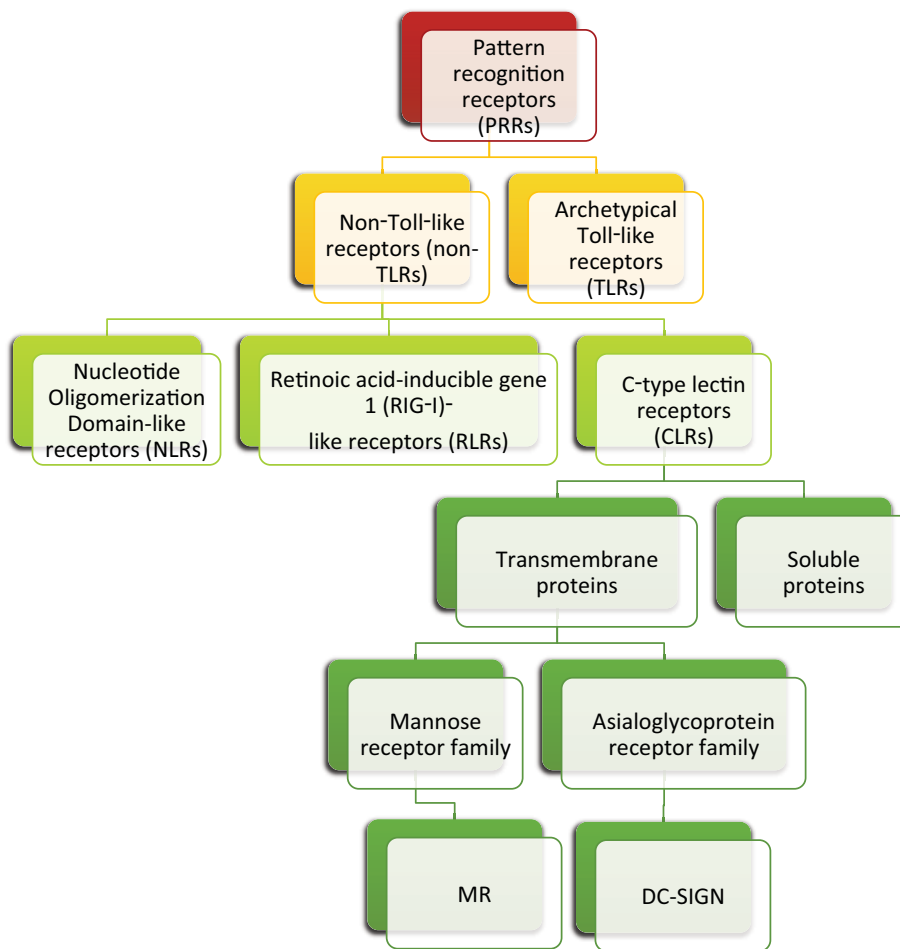 Pattern
recognition
receptors
(PRRs)
Non-Toll-like
receptors (non-
TLRs)
Archetypical
Toll-like
receptors
(TLRs)
Nucleotide
Oligomerization
Domain-like
receptors (NLRs)
Retinoic acid-inducible gene
1 (RIG-I)-
like receptors (RLRs)
C-type lectin
receptors
(CLRs)
Transmembrane
proteins
Soluble
proteins
Mannose
receptor family
Asialoglycoprotein
receptor family
MR
DC-SIGN